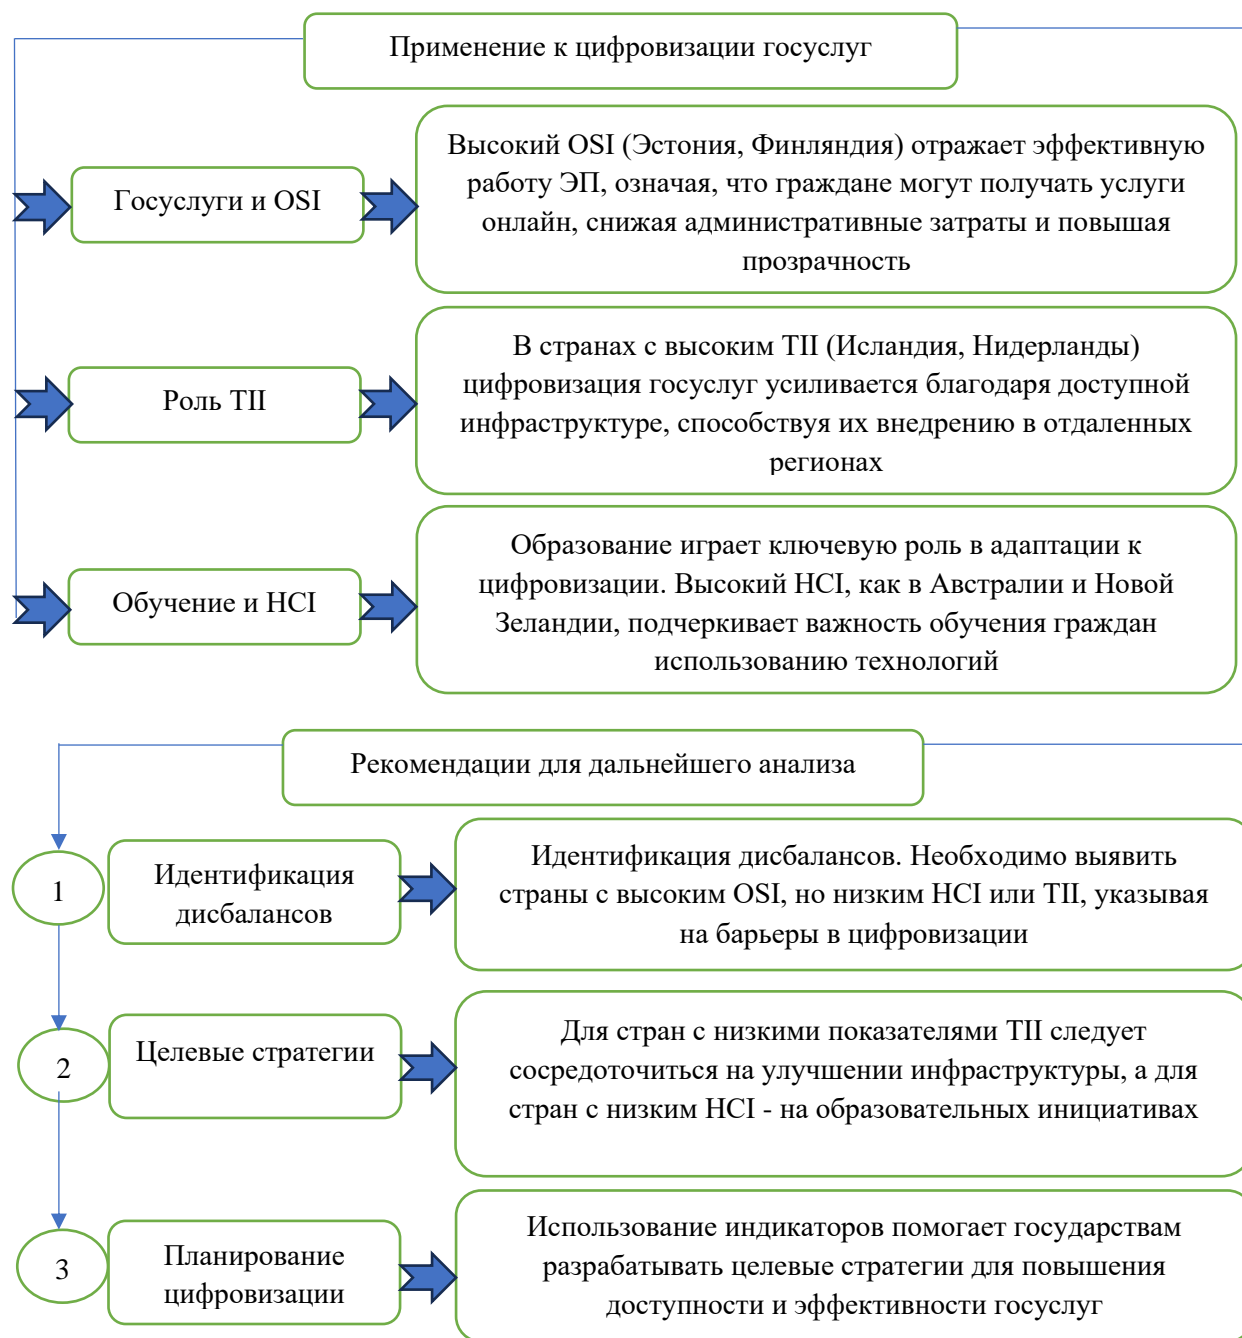 Применение к цифровизации госуслуг
Госуслуги и OSI
Высокий OSI (Эстония, Финляндия) отражает эффективную
работу ЭП, означая, что граждане могут получать услуги
онлайн, снижая административные затраты и повышая
прозрачность
Роль TII
В странах с высоким TII (Исландия, Нидерланды)
цифровизация госуслуг усиливается благодаря доступной
инфраструктуре, способствуя их внедрению в отдаленных
регионах
Обучение и HCI
Образование играет ключевую роль в адаптации к
цифровизации. Высокий HCI, как в Австралии и Новой
Зеландии, подчеркивает важность обучения граждан
использованию технологий
Рекомендации для дальнейшего анализа
1
Идентификация
дисбалансов
Идентификация дисбалансов. Необходимо выявить
страны с высоким OSI, но низким HCI или TII, указывая
на барьеры в цифровизации
2
Целевые стратегии
Для стран с низкими показателями TII следует
сосредоточиться на улучшении инфраструктуры, а для
стран с низким HCI - на образовательных инициативах
3
Планирование
цифровизации
Использование индикаторов помогает государствам
разрабатывать целевые стратегии для повышения
доступности и эффективности госуслуг